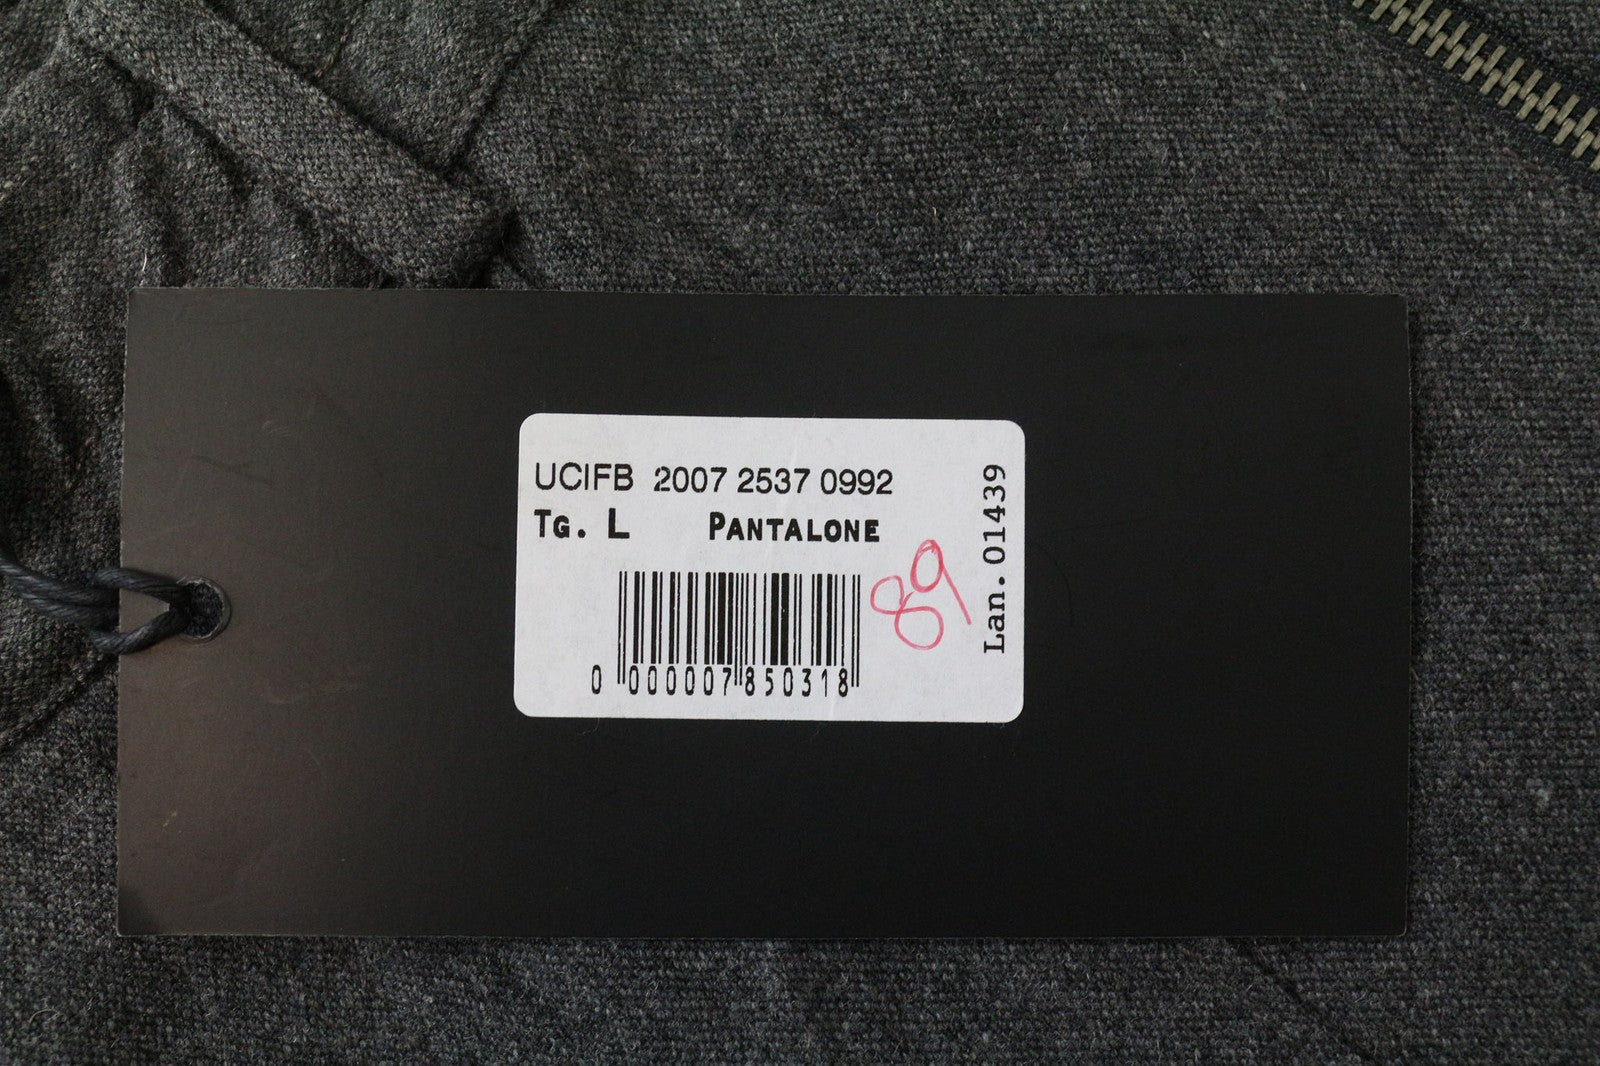 UCIFB 2007 2537 0992
Tg. L PANTALONE
89
0 000007 850318
Lan. 01439